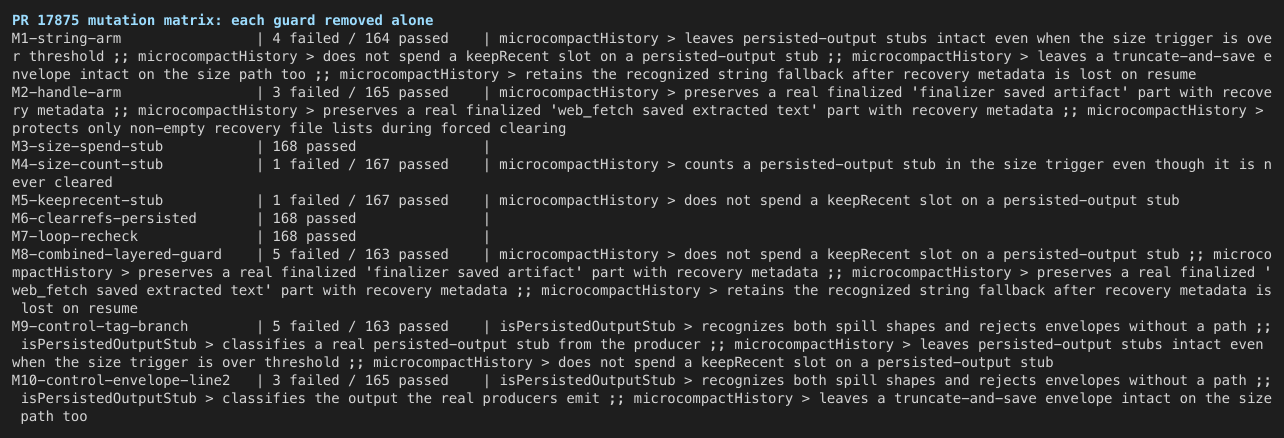 PR 17875 mutation matrix: each guard removed alone
M1-string-arm | 4 failed / 164 passed | microcompactHistory > leaves persisted-output stubs intact even when the size trigger is ove
r threshold ;; microcompactHistory > does not spend a keepRecent slot on a persisted-output stub ;; microcompactHistory > leaves a truncate-and-save e
nvelope intact on the size path too ;; microcompactHistory > retains the recognized string fallback after recovery metadata is lost on resume
M2-handle-arm | 3 failed / 165 passed | microcompactHistory > preserves a real finalized 'finalizer saved artifact' part with recove
ry metadata ;; microcompactHistory > preserves a real finalized 'web_fetch saved extracted text' part with recovery metadata ;; microcompactHistory >
protects only non-empty recovery file lists during forced clearing
M3-size-spend-stub | 168 passed |
M4-size-count-stub | 1 failed / 167 passed | microcompactHistory > counts a persisted-output stub in the size trigger even though it is n
ever cleared
M5-keeprecent-stub | 1 failed / 167 passed | microcompactHistory > does not spend a keepRecent slot on a persisted-output stub
M6-clearrefs-persisted | 168 passed |
M7-loop-recheck | 168 passed |
M8-combined-layered-guard | 5 failed / 163 passed | microcompactHistory > does not spend a keepRecent slot on a persisted-output stub ;; microco
mpactHistory > preserves a real finalized 'finalizer saved artifact' part with recovery metadata ;; microcompactHistory > preserves a real finalized '
web_fetch saved extracted text' part with recovery metadata ;; microcompactHistory > retains the recognized string fallback after recovery metadata is
lost on resume
M9-control-tag-branch | 5 failed / 163 passed | isPersistedOutputStub > recognizes both spill shapes and rejects envelopes without a path ;;
isPersistedOutputStub > classifies a real persisted-output stub from the producer ;; microcompactHistory > leaves persisted-output stubs intact even
when the size trigger is over threshold ;; microcompactHistory > does not spend a keepRecent slot on a persisted-output stub
M10-control-envelope-line2 | 3 failed / 165 passed | isPersistedOutputStub > recognizes both spill shapes and rejects envelopes without a path ;;
isPersistedOutputStub > classifies the output the real producers emit ;; microcompactHistory > leaves a truncate-and-save envelope intact on the size
path too